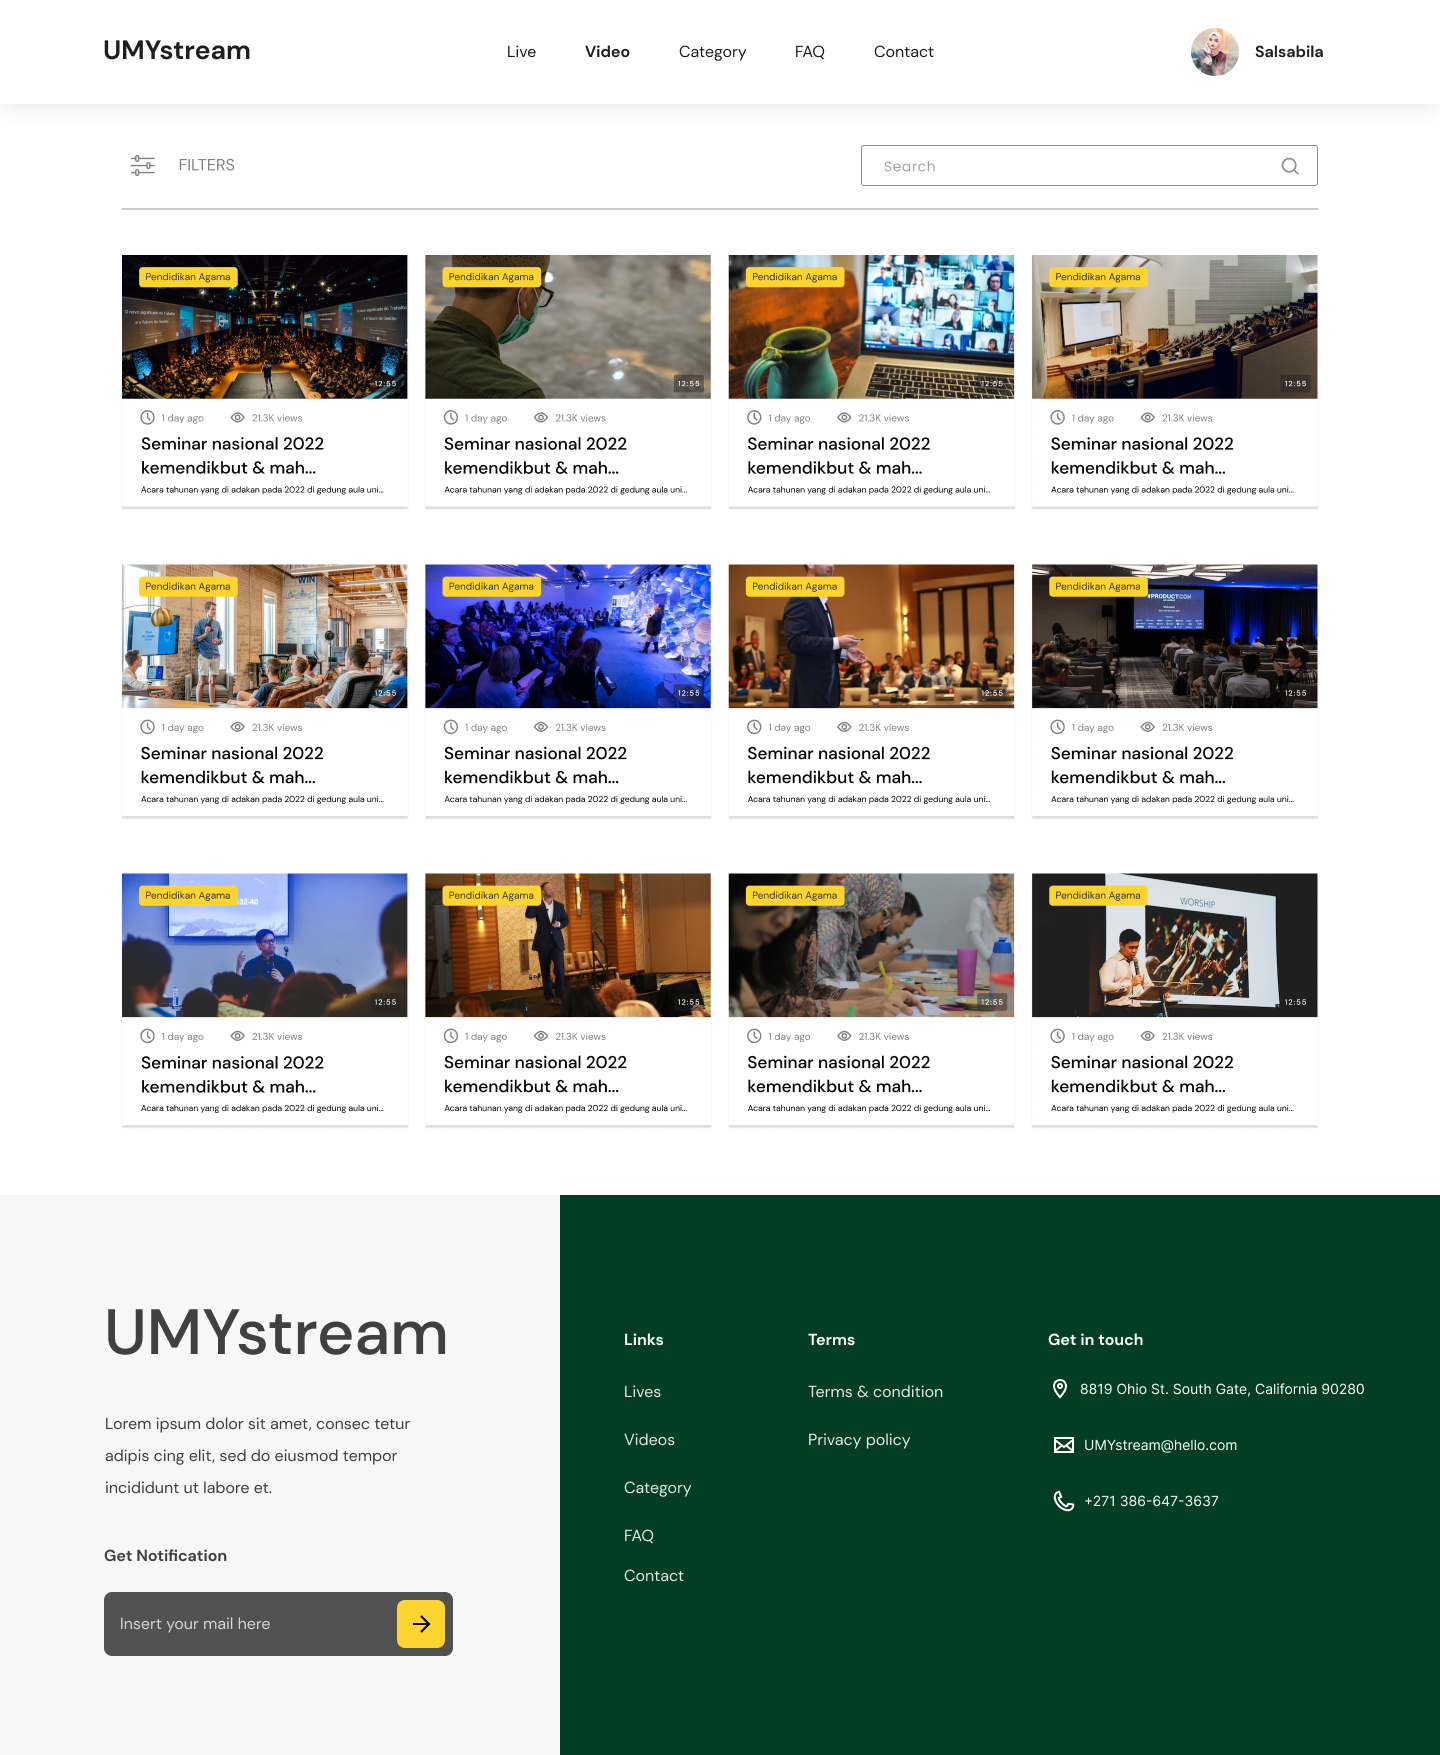 UMYstream
Live Video Category FAQ Contact
Salsabila
FILTERS
Search
Pendidikan Agama
12:55
1 day ago 21.3K views
Seminar nasional 2022
kemendikbut & mah...
Acara tahunan yang di adakan pada 2022 di gedung aula uni...
Pendidikan Agama
12:55
1 day ago 21.3K views
Seminar nasional 2022
kemendikbut & mah...
Acara tahunan yang di adakan pada 2022 di gedung aula uni...
Pendidikan Agama
12:55
1 day ago 21.3K views
Seminar nasional 2022
kemendikbut & mah...
Acara tahunan yang di adakan pada 2022 di gedung aula uni...
Pendidikan Agama
12:55
1 day ago 21.3K views
Seminar nasional 2022
kemendikbut & mah...
Acara tahunan yang di adakan pada 2022 di gedung aula uni...
Pendidikan Agama
WIN
12:55
1 day ago 21.3K views
Seminar nasional 2022
kemendikbut & mah...
Acara tahunan yang di adakan pada 2022 di gedung aula uni...
Pendidikan Agama
12:55
1 day ago 21.3K views
Seminar nasional 2022
kemendikbut & mah...
Acara tahunan yang di adakan pada 2022 di gedung aula uni...
Pendidikan Agama
12:55
1 day ago 21.3K views
Seminar nasional 2022
kemendikbut & mah...
Acara tahunan yang di adakan pada 2022 di gedung aula uni...
Pendidikan Agama
#PRODUCTCON
12:55
1 day ago 21.3K views
Seminar nasional 2022
kemendikbut & mah...
Acara tahunan yang di adakan pada 2022 di gedung aula uni...
Pendidikan Agama
32:40
12:55
1 day ago 21.3K views
Seminar nasional 2022
kemendikbut & mah...
Acara tahunan yang di adakan pada 2022 di gedung aula uni...
Pendidikan Agama
12:55
1 day ago 21.3K views
Seminar nasional 2022
kemendikbut & mah...
Acara tahunan yang di adakan pada 2022 di gedung aula uni...
Pendidikan Agama
12:55
1 day ago 21.3K views
Seminar nasional 2022
kemendikbut & mah...
Acara tahunan yang di adakan pada 2022 di gedung aula uni...
Pendidikan Agama
WORSHIP
12:55
1 day ago 21.3K views
Seminar nasional 2022
kemendikbut & mah...
Acara tahunan yang di adakan pada 2022 di gedung aula uni...
UMYstream
Lorem ipsum dolor sit amet, consec tetur
adipis cing elit, sed do eiusmod tempor
incididunt ut labore et.
Get Notification
Insert your mail here
Links
Lives
Videos
Category
FAQ
Contact
Terms
Terms & condition
Privacy policy
Get in touch
8819 Ohio St. South Gate, California 90280
UMYstream@hello.com
+271 386-647-3637